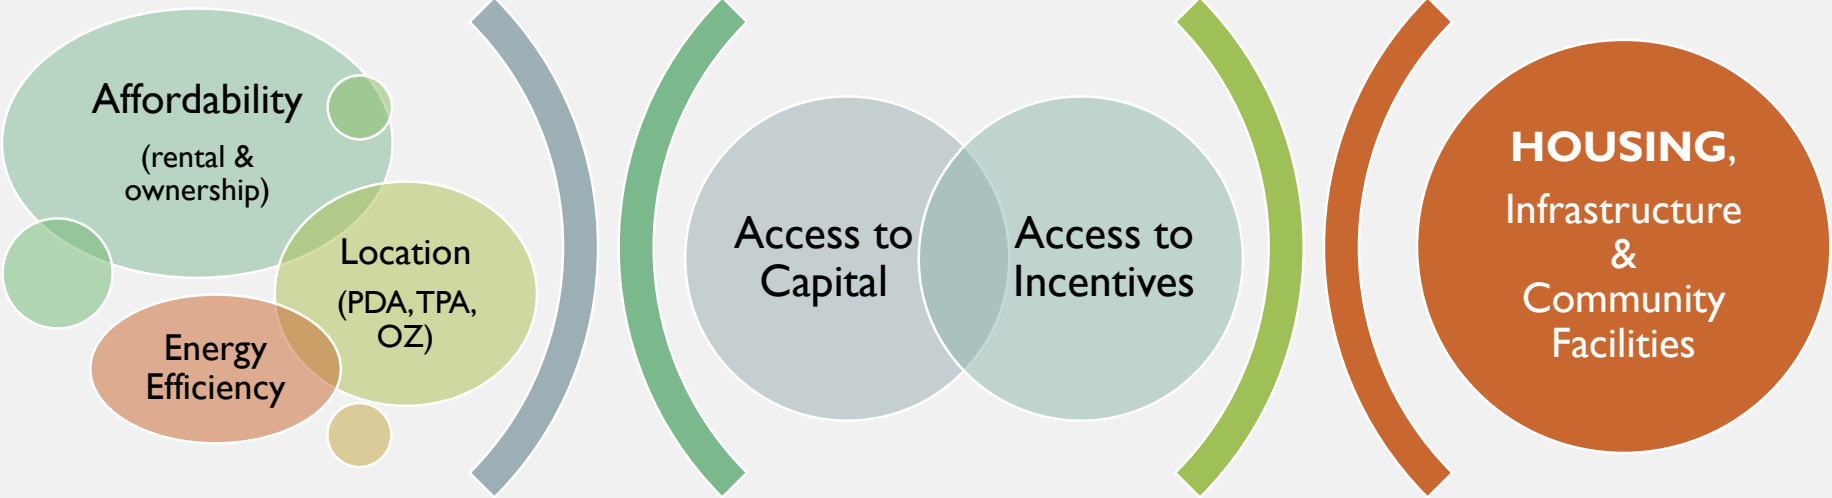 Affordability
(rental &
ownership)
Location
(PDA, TPA,
OZ)
Energy
Efficiency
Access to
Capital
Access to
Incentives
HOUSING,
Infrastructure
&
Community
Facilities